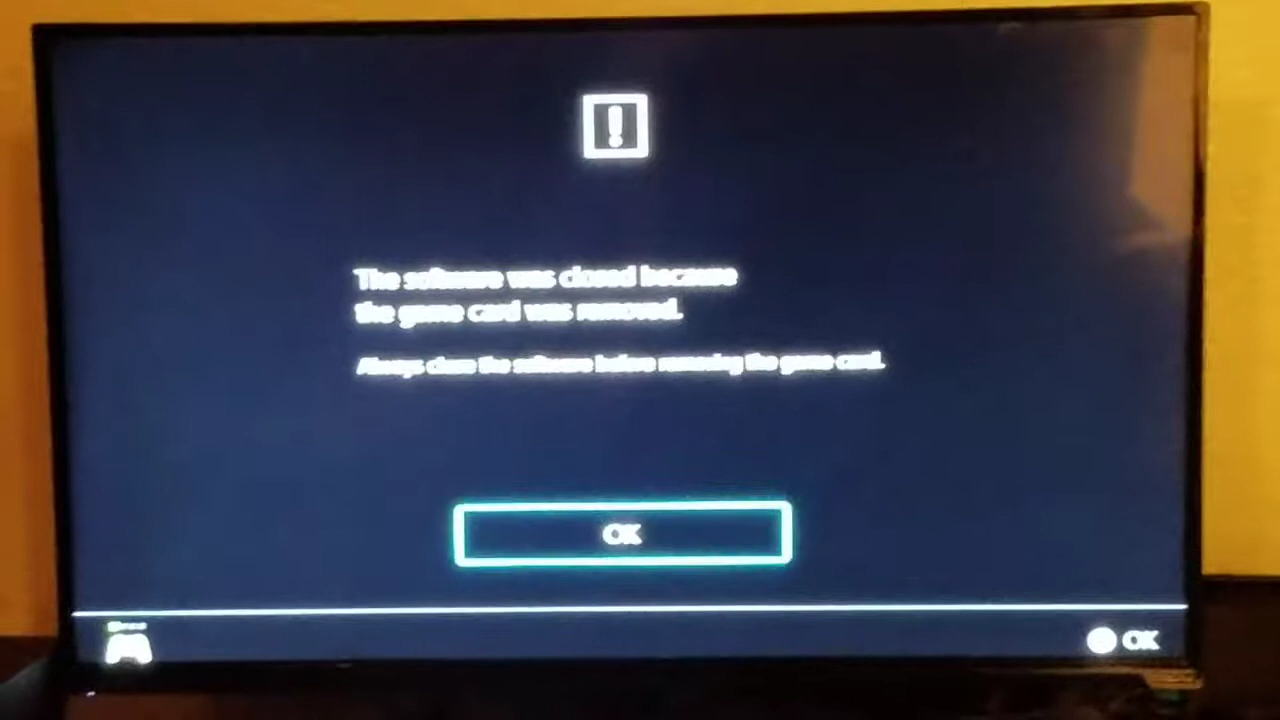 The software was closed because
the game card was removed.
Always close the software before removing the game card.
OK
OK